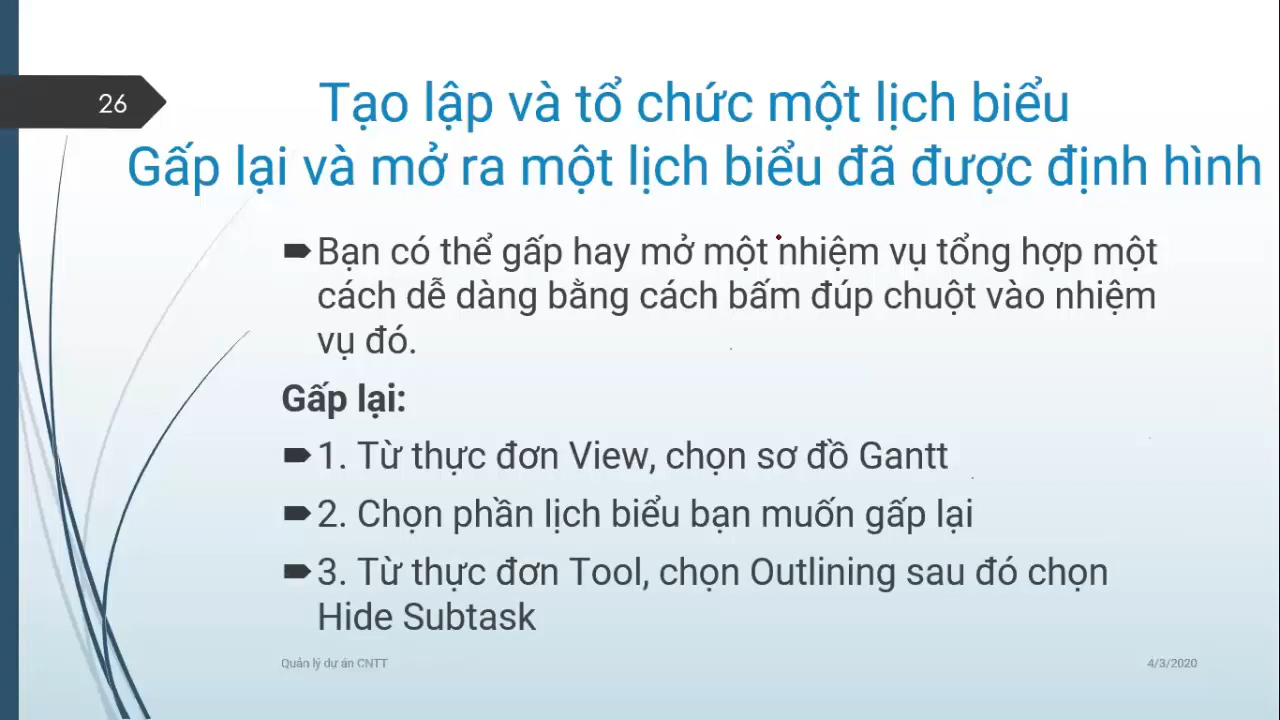 26
Tạo lập và tổ chức một lịch biểu
Gấp lại và mở ra một lịch biểu đã được định hình
Bạn có thể gấp hay mở một nhiệm vụ tổng hợp một
cách dễ dàng bằng cách bấm đúp chuột vào nhiệm
vụ đó.
Gấp lại:
1. Từ thực đơn View, chọn sơ đồ Gantt
2. Chọn phần lịch biểu bạn muốn gấp lại
3. Từ thực đơn Tool, chọn Outlining sau đó chọn
Hide Subtask
Quản lý dự án CNTT
4/3/2020